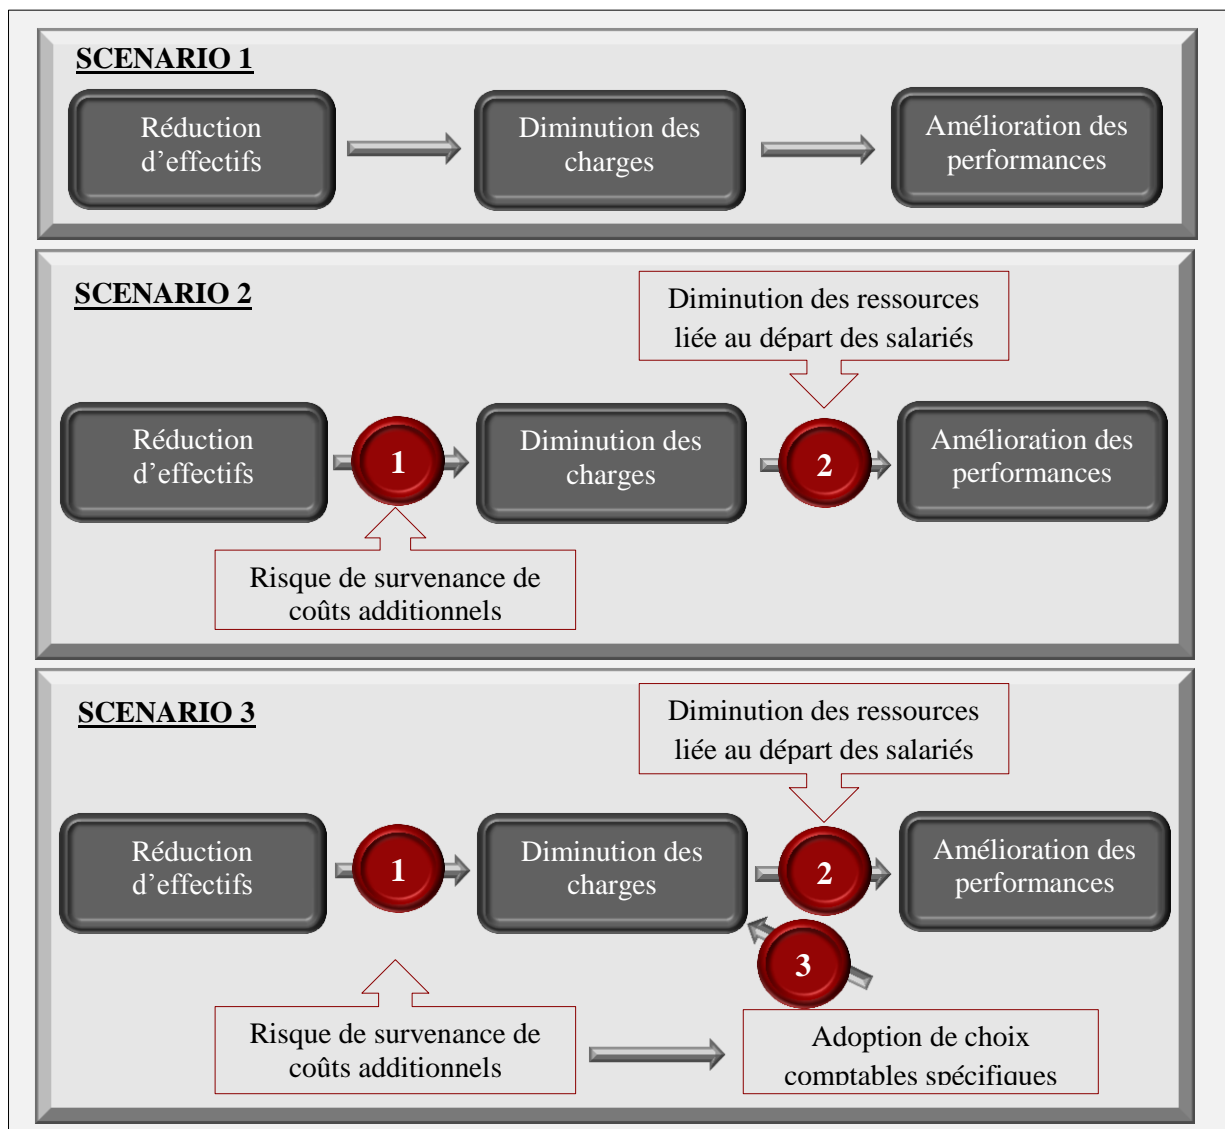 SCENARIO 1
Réduction
d’effectifs
Diminution des
charges
Amélioration des
performances
SCENARIO 2
Diminution des ressources
liée au départ des salariés
Réduction
d’effectifs
1
Diminution des
charges
2
Amélioration des
performances
Risque de survenance de
coûts additionnels
SCENARIO 3
Diminution des ressources
liée au départ des salariés
Réduction
d’effectifs
1
Diminution des
charges
2
Amélioration des
performances
3
Risque de survenance de
coûts additionnels
Adoption de choix
comptables spécifiques